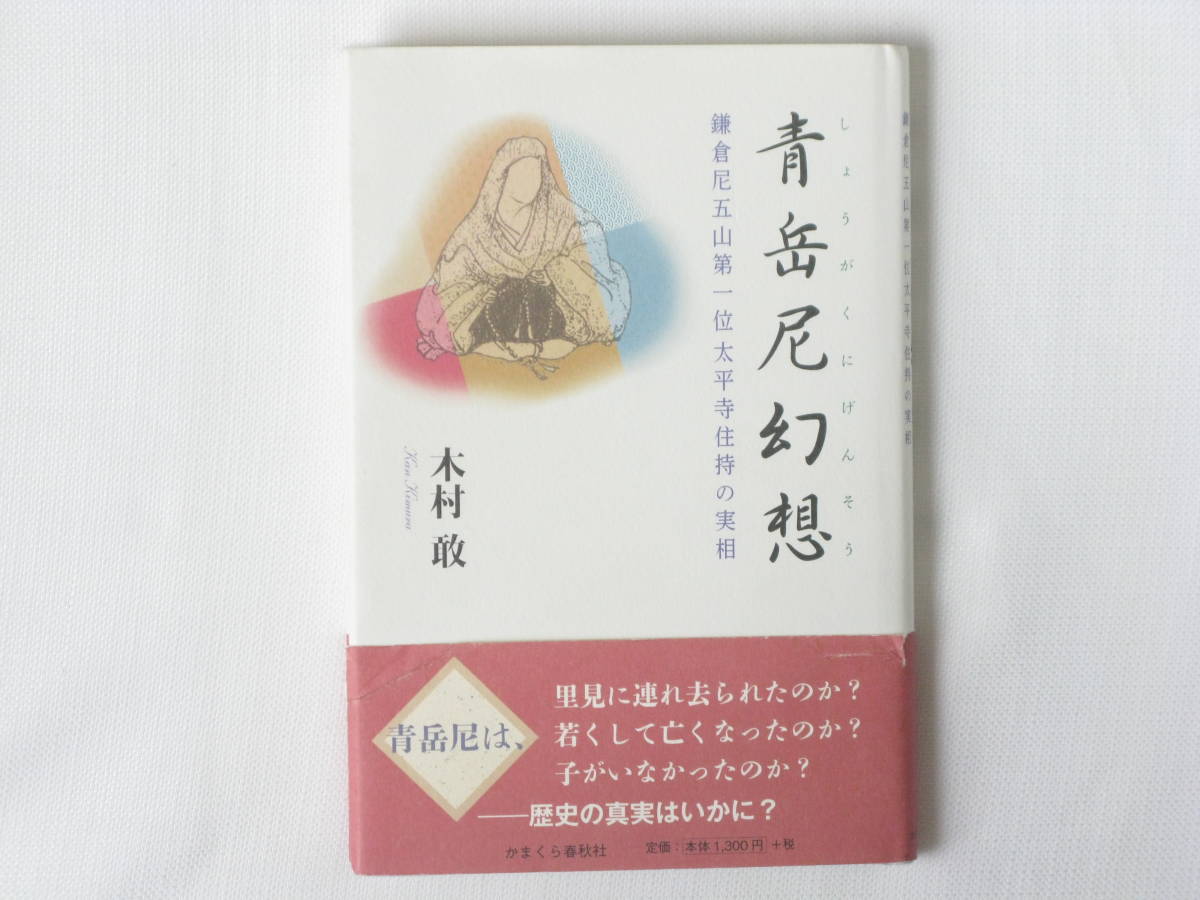 青岳尼幻想
しょうがくにげんそう
鎌倉尼五山第一位 太平寺住持の実相
木村 敢
Kan Kimura
鎌倉尼五山第一位太平寺住持の実相
青岳尼は、
里見に連れ去られたのか?
若くして亡くなったのか?
子がいなかったのか?
──歴史の真実はいかに?
かまくら春秋社
定価:本体1,300円+税